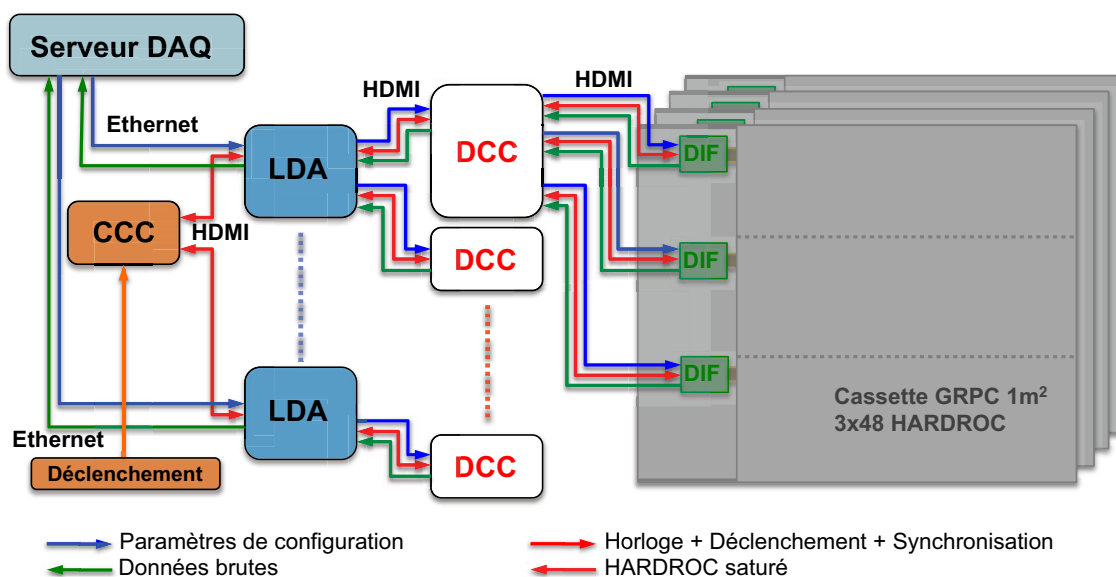 Serveur DAQ
HDMI
HDMI
Ethernet
LDA
DCC
DIF
CCC
HDMI
DCC
DIF
LDA
DIF
Cassette GRPC 1m²
3x48 HARDROC
Ethernet
DCC
Déclenchement
Paramètres de configuration
Horloge + Déclenchement + Synchronisation
Données brutes
HARDROC saturé